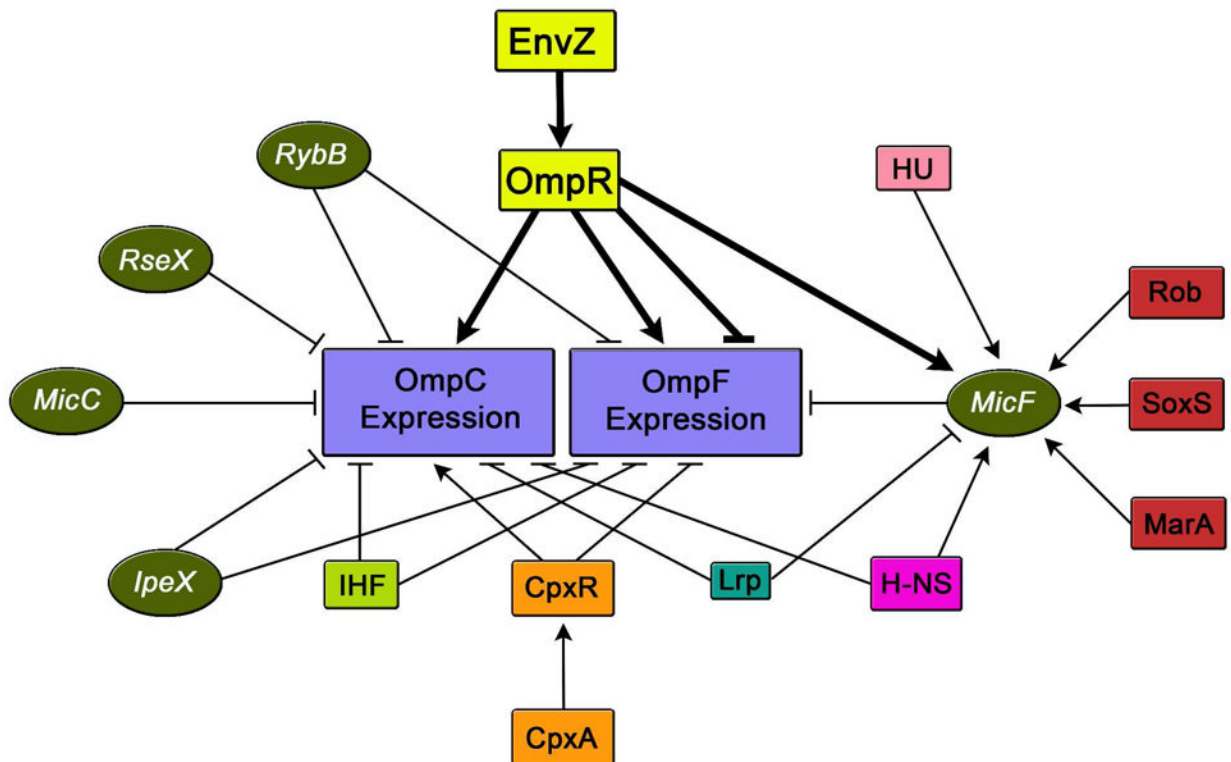 EnvZ
RybB
OmpR
HU
RseX
Rob
OmpC
Expression
OmpF
Expression
MicC
MicF
SoxS
MarA
IpeX
IHF
CpxR
Lrp
H-NS
CpxA